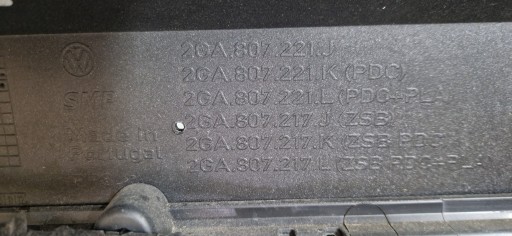 2GA.807.221.J
2GA.807.221.K (PDC)
SMP 2GA.807.221.L (PDC+PLA)
2GA.807.217.J (ZSB)
Made in 2GA.807.217.K (ZSB PDC)
Portugal 2GA.807.217.L (ZSB PDC+PLA)